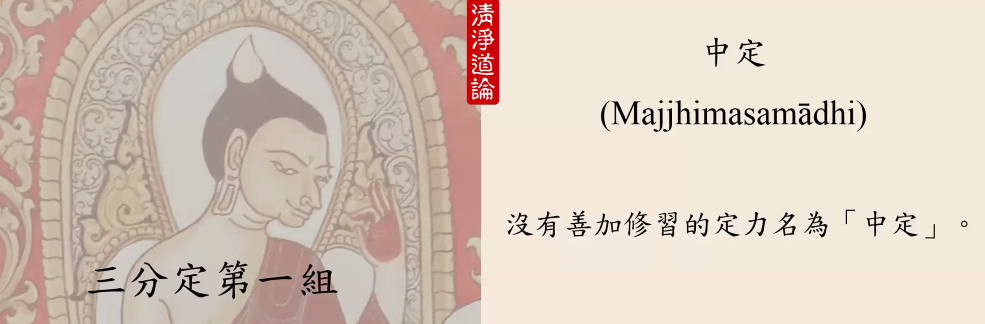 三分定第一組
清淨道論
中定
(Majjhimasamādhi)
沒有善加修習的定力名為「中定」。